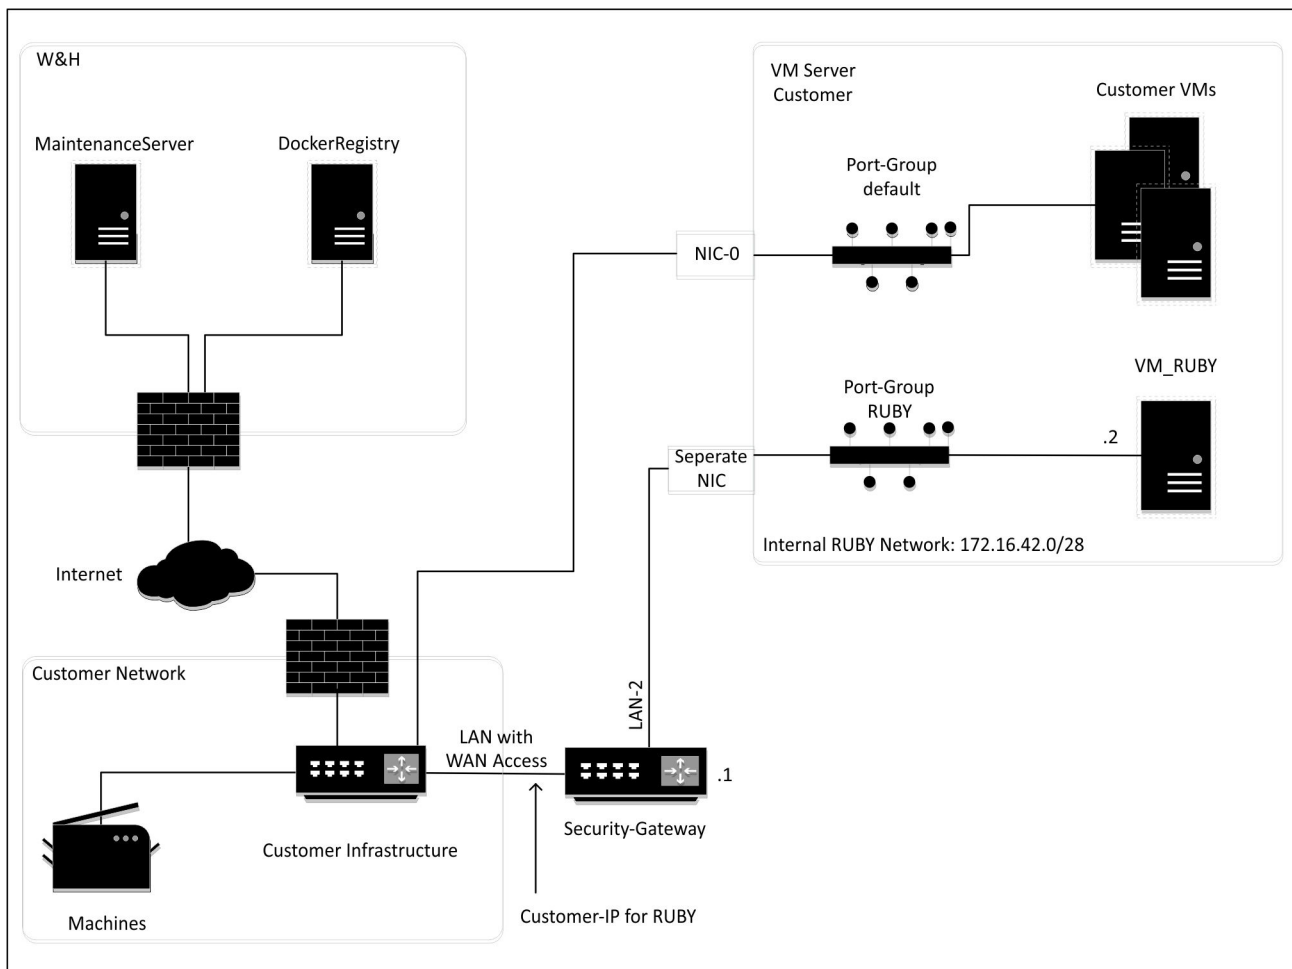 W&H
MaintenanceServer
DockerRegistry
VM Server
Customer
Customer VMs
Port-Group
default
NIC-0
VM_RUBY
Port-Group
RUBY
.2
Seperate
NIC
Internal RUBY Network: 172.16.42.0/28
Internet
Customer Network
LAN-2
LAN with
WAN Access
.1
Security-Gateway
Customer Infrastructure
Customer-IP for RUBY
Machines